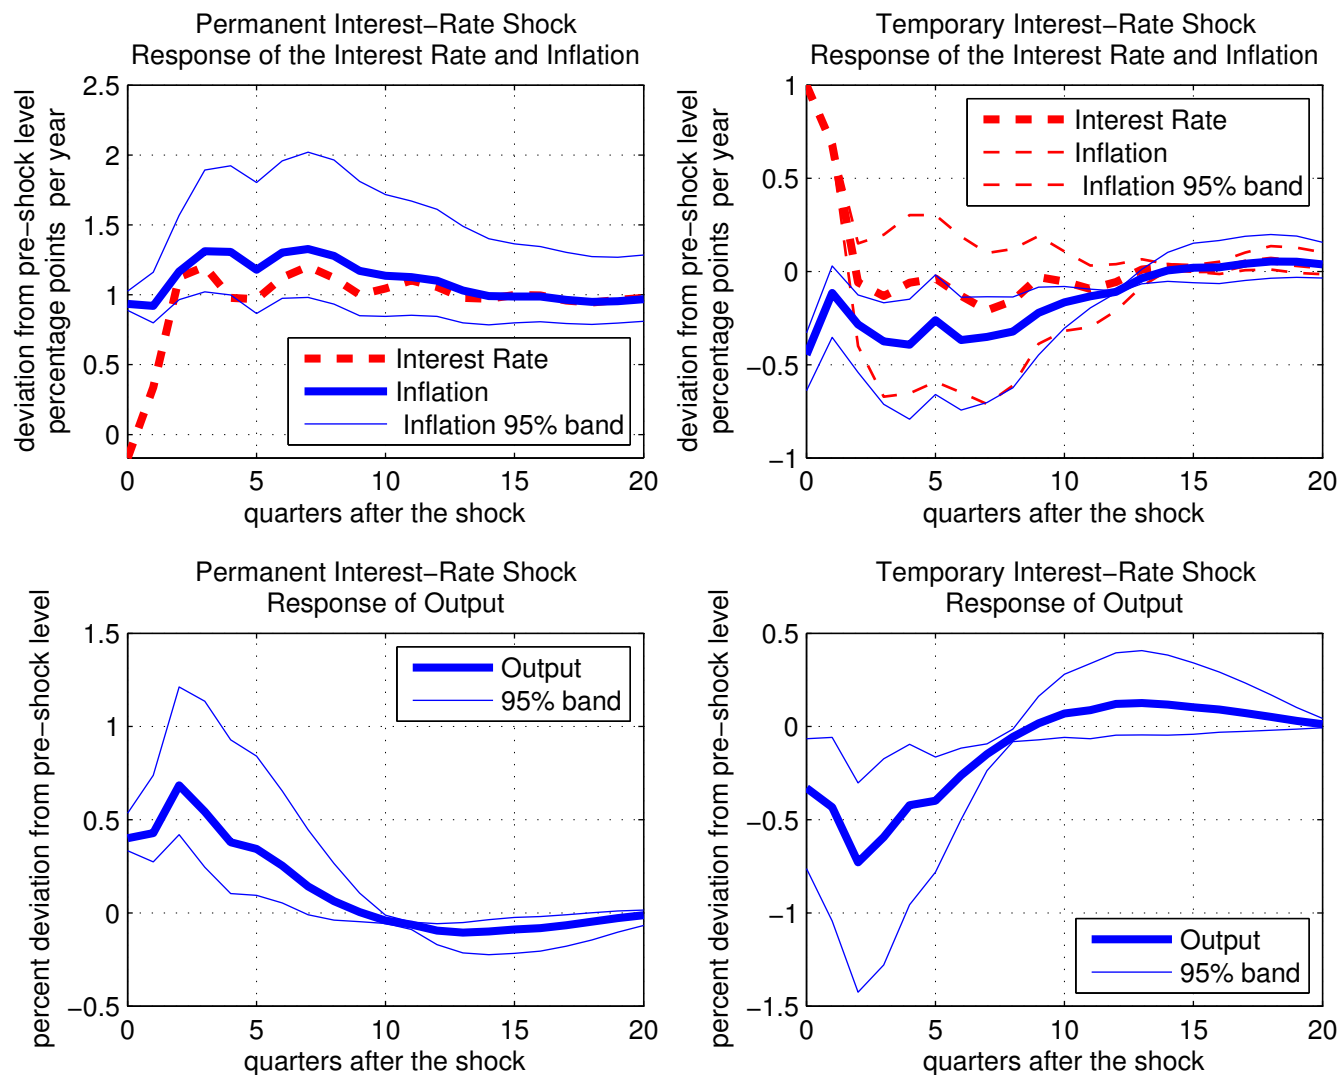 Permanent Interest−Rate Shock
Response of the Interest Rate and Inflation
deviation from pre−shock level
percentage points per year
2.5
2
1.5
1
0.5
0
Interest Rate
Inflation
Inflation 95% band
0
5
10
15
20
quarters after the shock
Temporary Interest−Rate Shock
Response of the Interest Rate and Inflation
deviation from pre−shock level
percentage points per year
1
0.5
0
−0.5
−1
Interest Rate
Inflation
Inflation 95% band
0
5
10
15
20
quarters after the shock
Permanent Interest−Rate Shock
Response of Output
percent deviation from pre−shock level
1.5
1
0.5
0
−0.5
Output
95% band
0
5
10
15
20
quarters after the shock
Temporary Interest−Rate Shock
Response of Output
percent deviation from pre−shock level
0.5
0
−0.5
−1
−1.5
Output
95% band
0
5
10
15
20
quarters after the shock